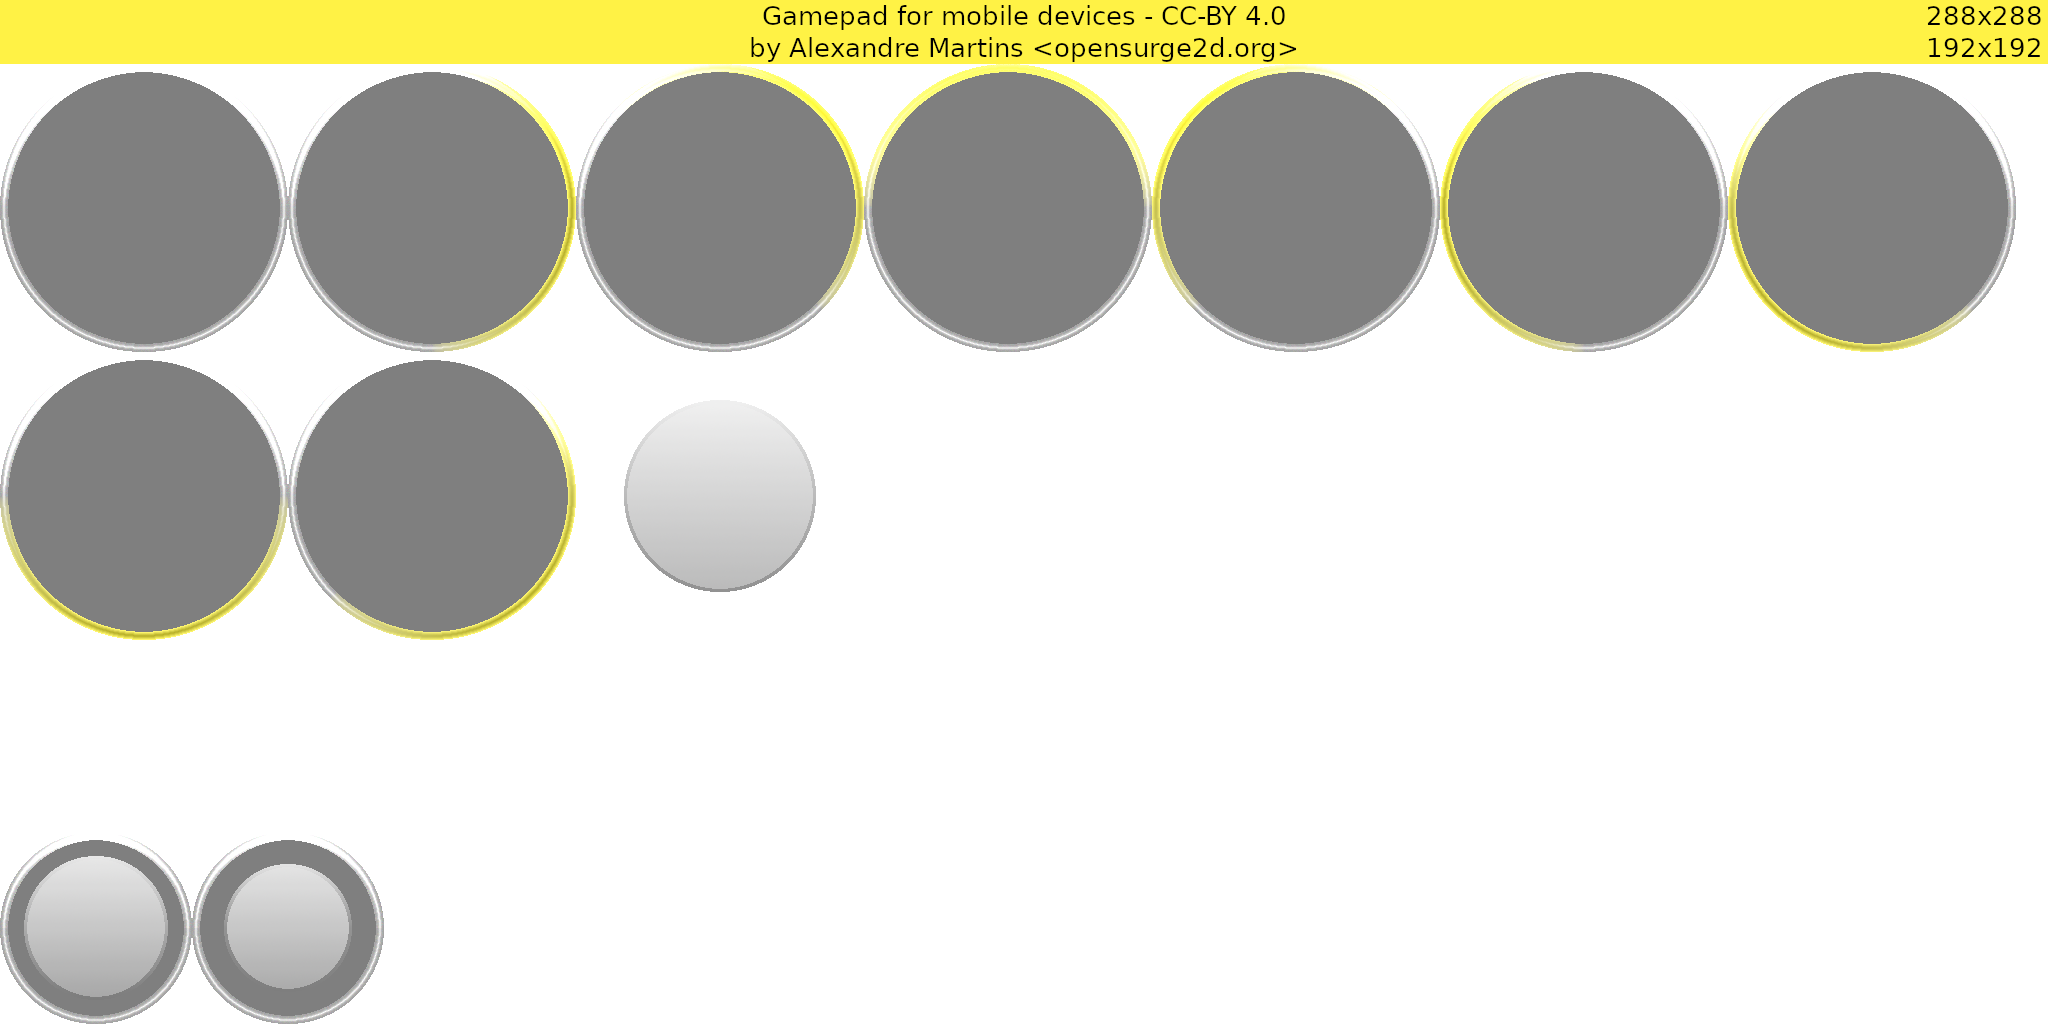 Gamepad for mobile devices - CC-BY 4.0
by Alexandre Martins <opensurge2d.org>
288x288
192x192